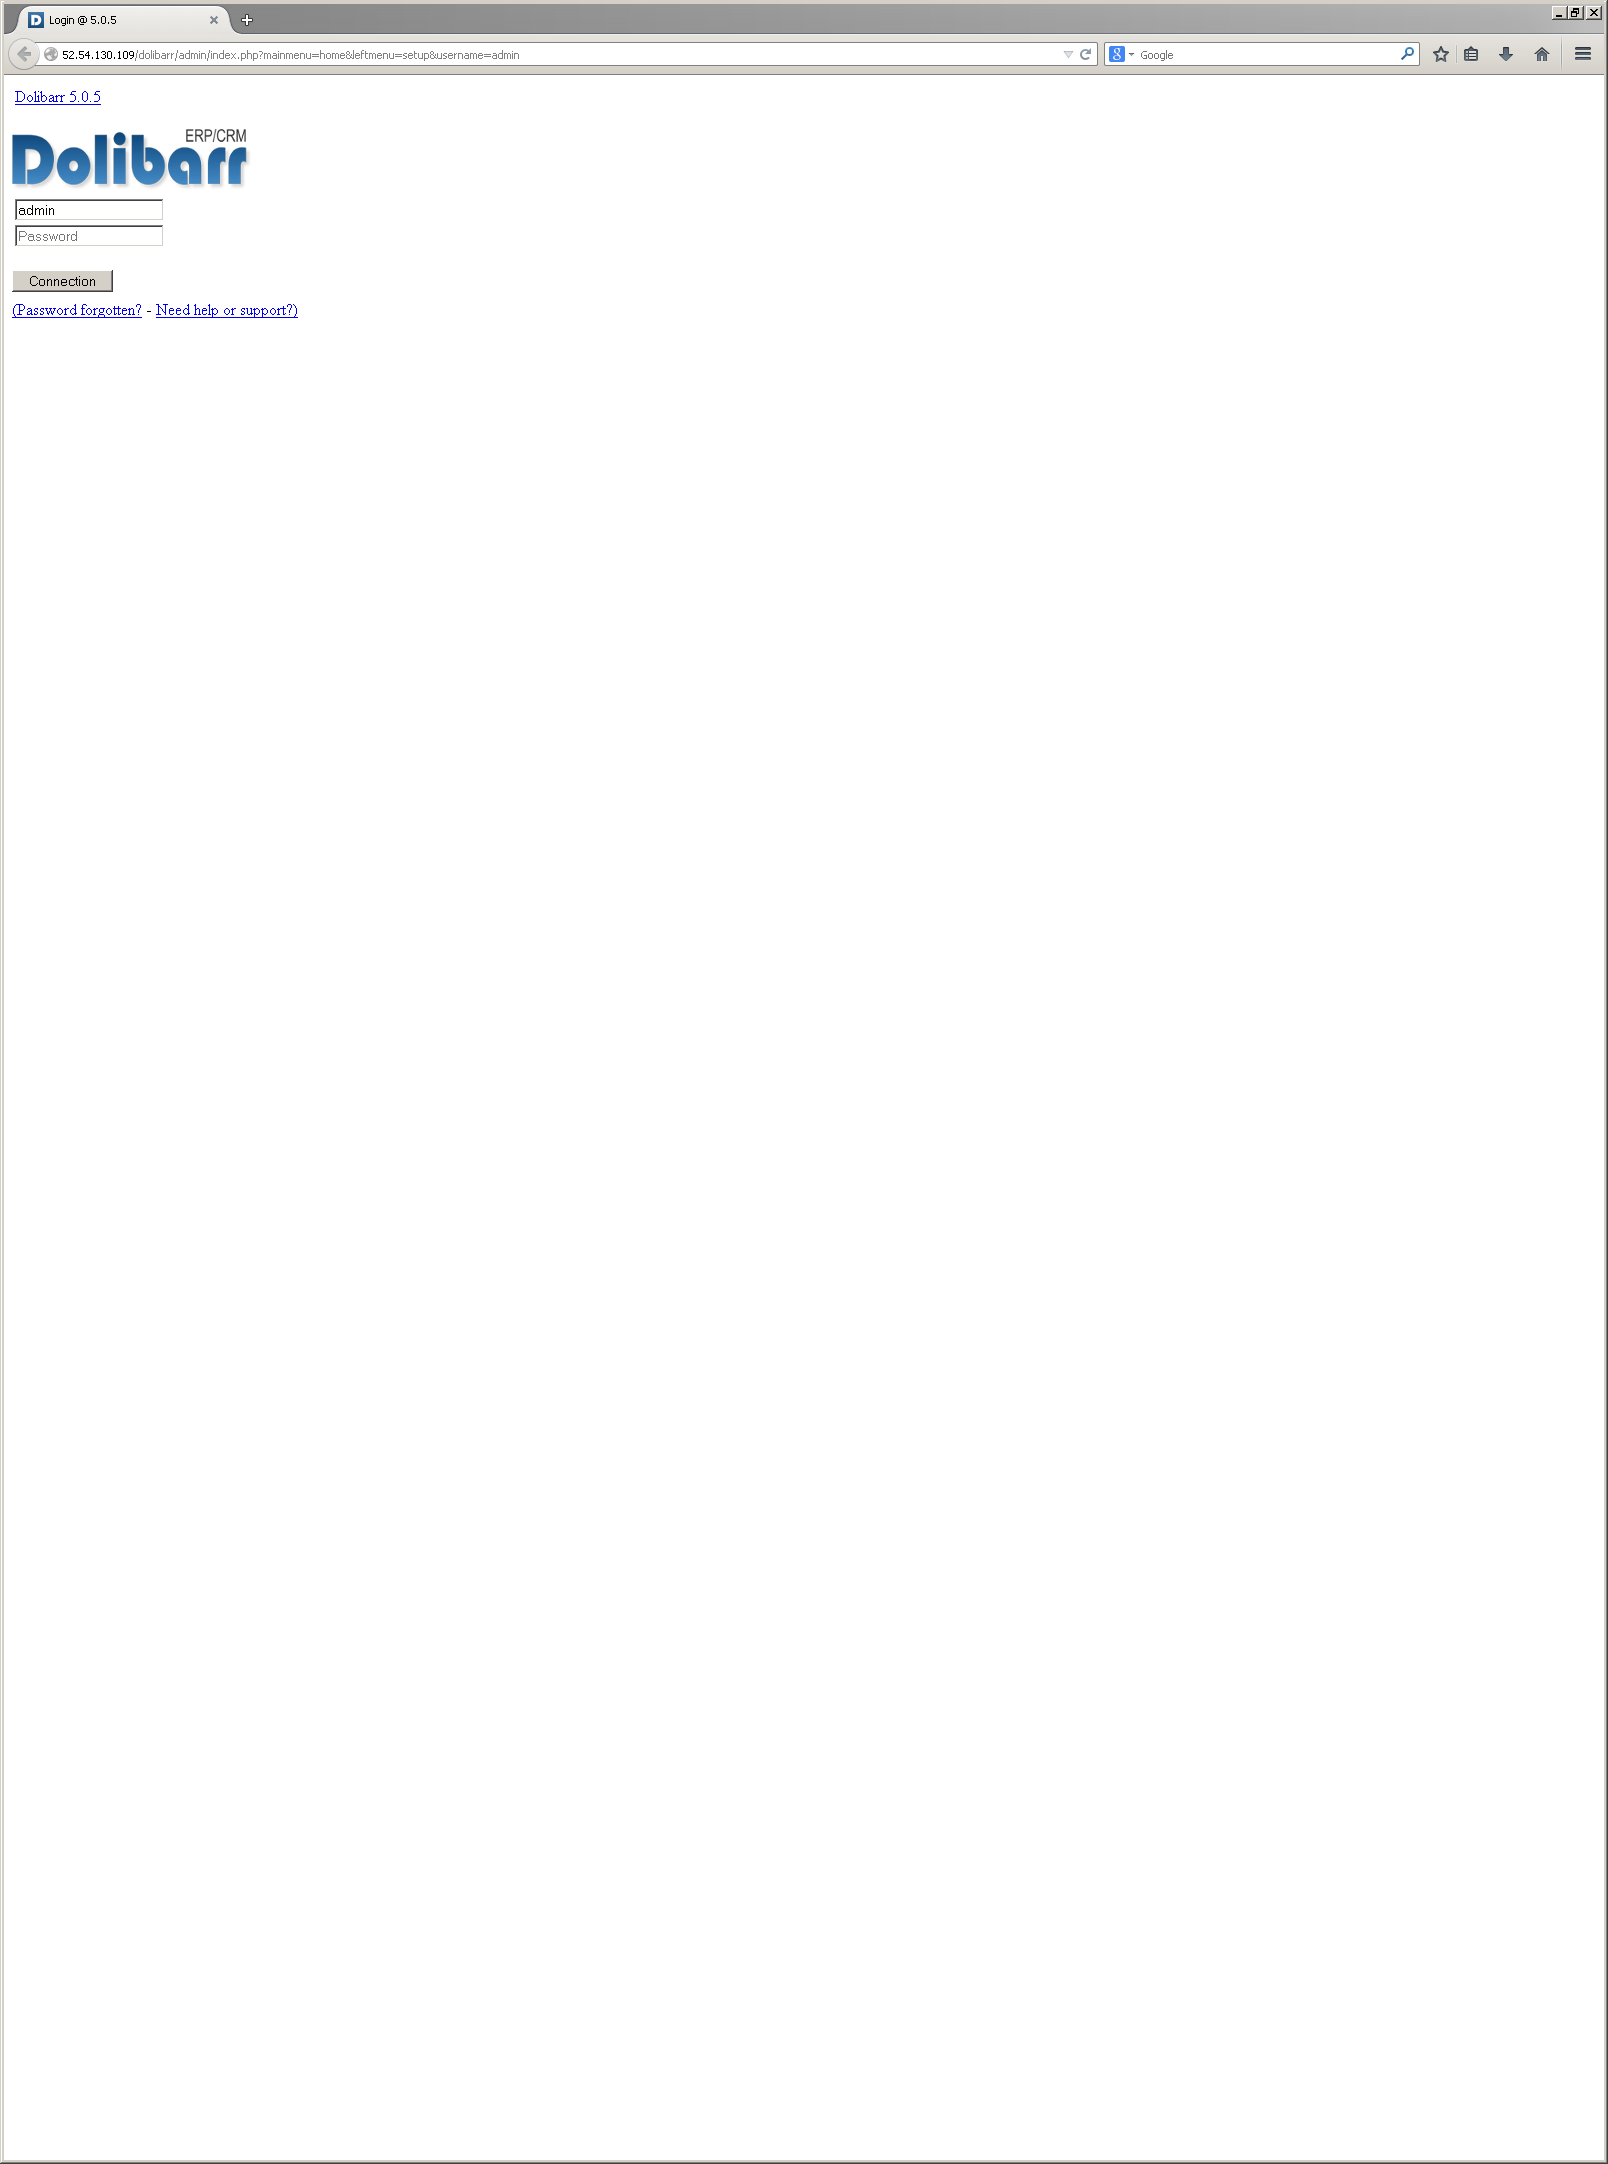 Login @ 5.0.5
52.54.130.109/dolibarr/admin/index.php?mainmenu=home&leftmenu=setup&username=admin
Google
Dolibarr 5.0.5
ERP/CRM
Dolibarr
admin
Password
Connection
(Password forgotten? - Need help or support?)